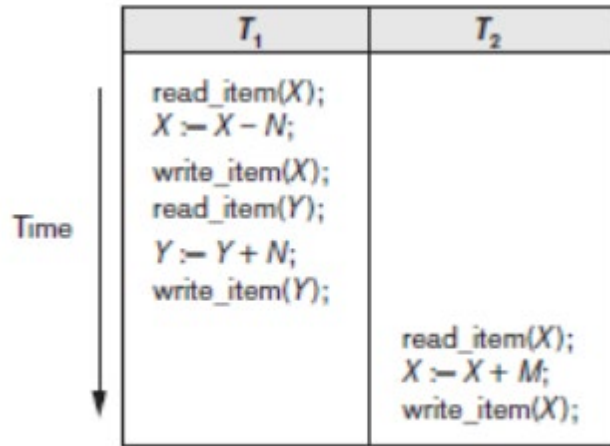 T₁ T₂
read_item(X);
X := X – N;
write_item(X);
read_item(Y);
Time
Y := Y + N;
write_item(Y);
read_item(X);
X := X + M;
write_item(X);